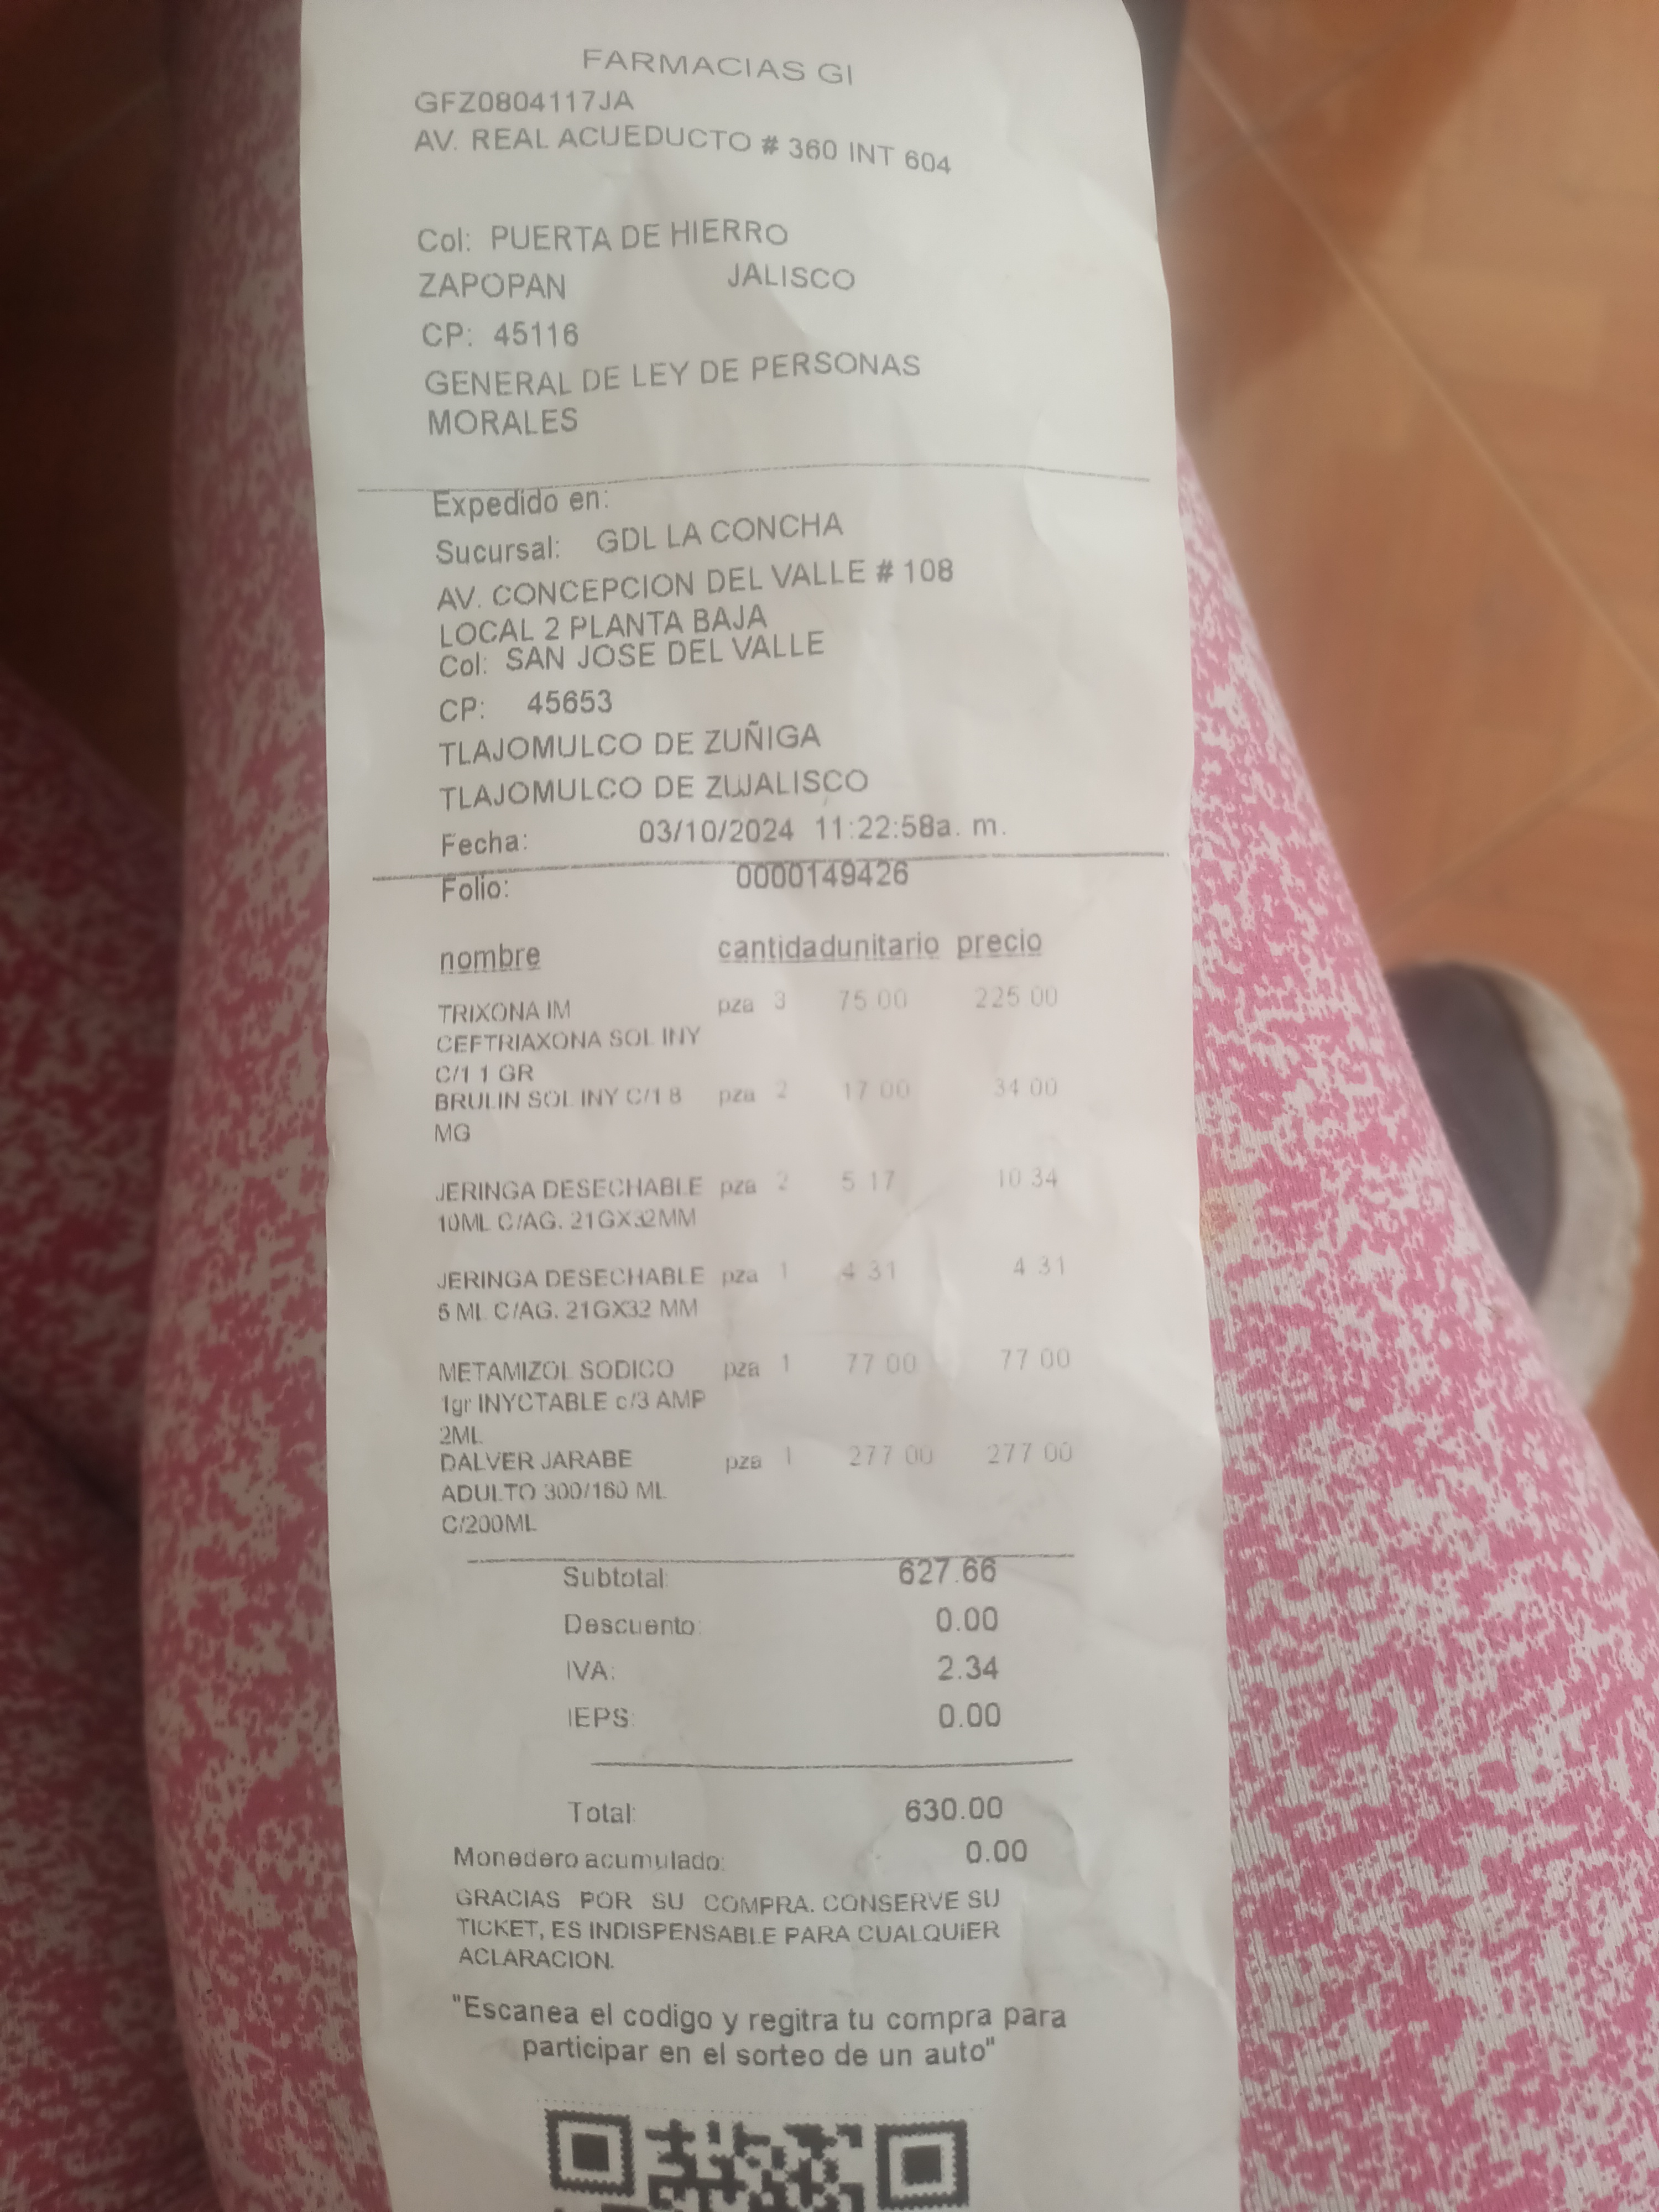 FARMACIAS GI
GFZ0804117JA
AV. REAL ACUEDUCTO # 360 INT 604
Col: PUERTA DE HIERRO
ZAPOPAN JALISCO
CP: 45116
GENERAL DE LEY DE PERSONAS
MORALES
Expedido en:
Sucursal: GDL LA CONCHA
AV. CONCEPCION DEL VALLE # 108
LOCAL 2 PLANTA BAJA
Col: SAN JOSE DEL VALLE
CP: 45653
TLAJOMULCO DE ZUÑIGA
TLAJOMULCO DE ZUJALISCO
Fecha: 03/10/2024 11:22:58a. m.
Folio: 0000149426
nombre cantidadunitario precio
TRIXONA IM pza 3 75.00 225.00
CEFTRIAXONA SOL INY
C/1 1 GR
BRULIN SOL INY C/1 8 pza 2 17.00 34.00
MG
JERINGA DESECHABLE pza 2 5.17 10.34
10ML C/AG. 21GX32MM
JERINGA DESECHABLE pza 1 4.31 4.31
5 ML C/AG. 21GX32 MM
METAMIZOL SODICO pza 1 77.00 77.00
1gr INYCTABLE c/3 AMP
2ML
DALVER JARABE pza 1 277.00 277.00
ADULTO 300/160 ML
C/200ML
Subtotal: 627.66
Descuento: 0.00
IVA: 2.34
IEPS: 0.00
Total: 630.00
Monedero acumulado: 0.00
GRACIAS POR SU COMPRA. CONSERVE SU
TICKET, ES INDISPENSABLE PARA CUALQUIER
ACLARACION.
"Escanea el codigo y regitra tu compra para
participar en el sorteo de un auto"